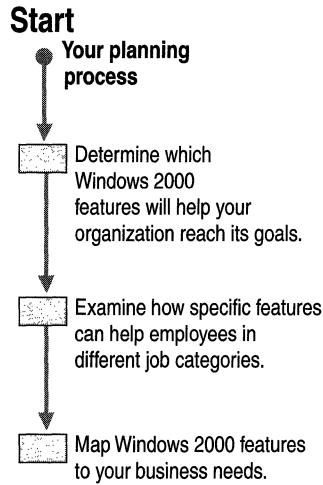 Start
Your planning
process
Determine which
Windows 2000
features will help your
organization reach its goals.
Examine how specific features
can help employees in
different job categories.
Map Windows 2000 features
to your business needs.